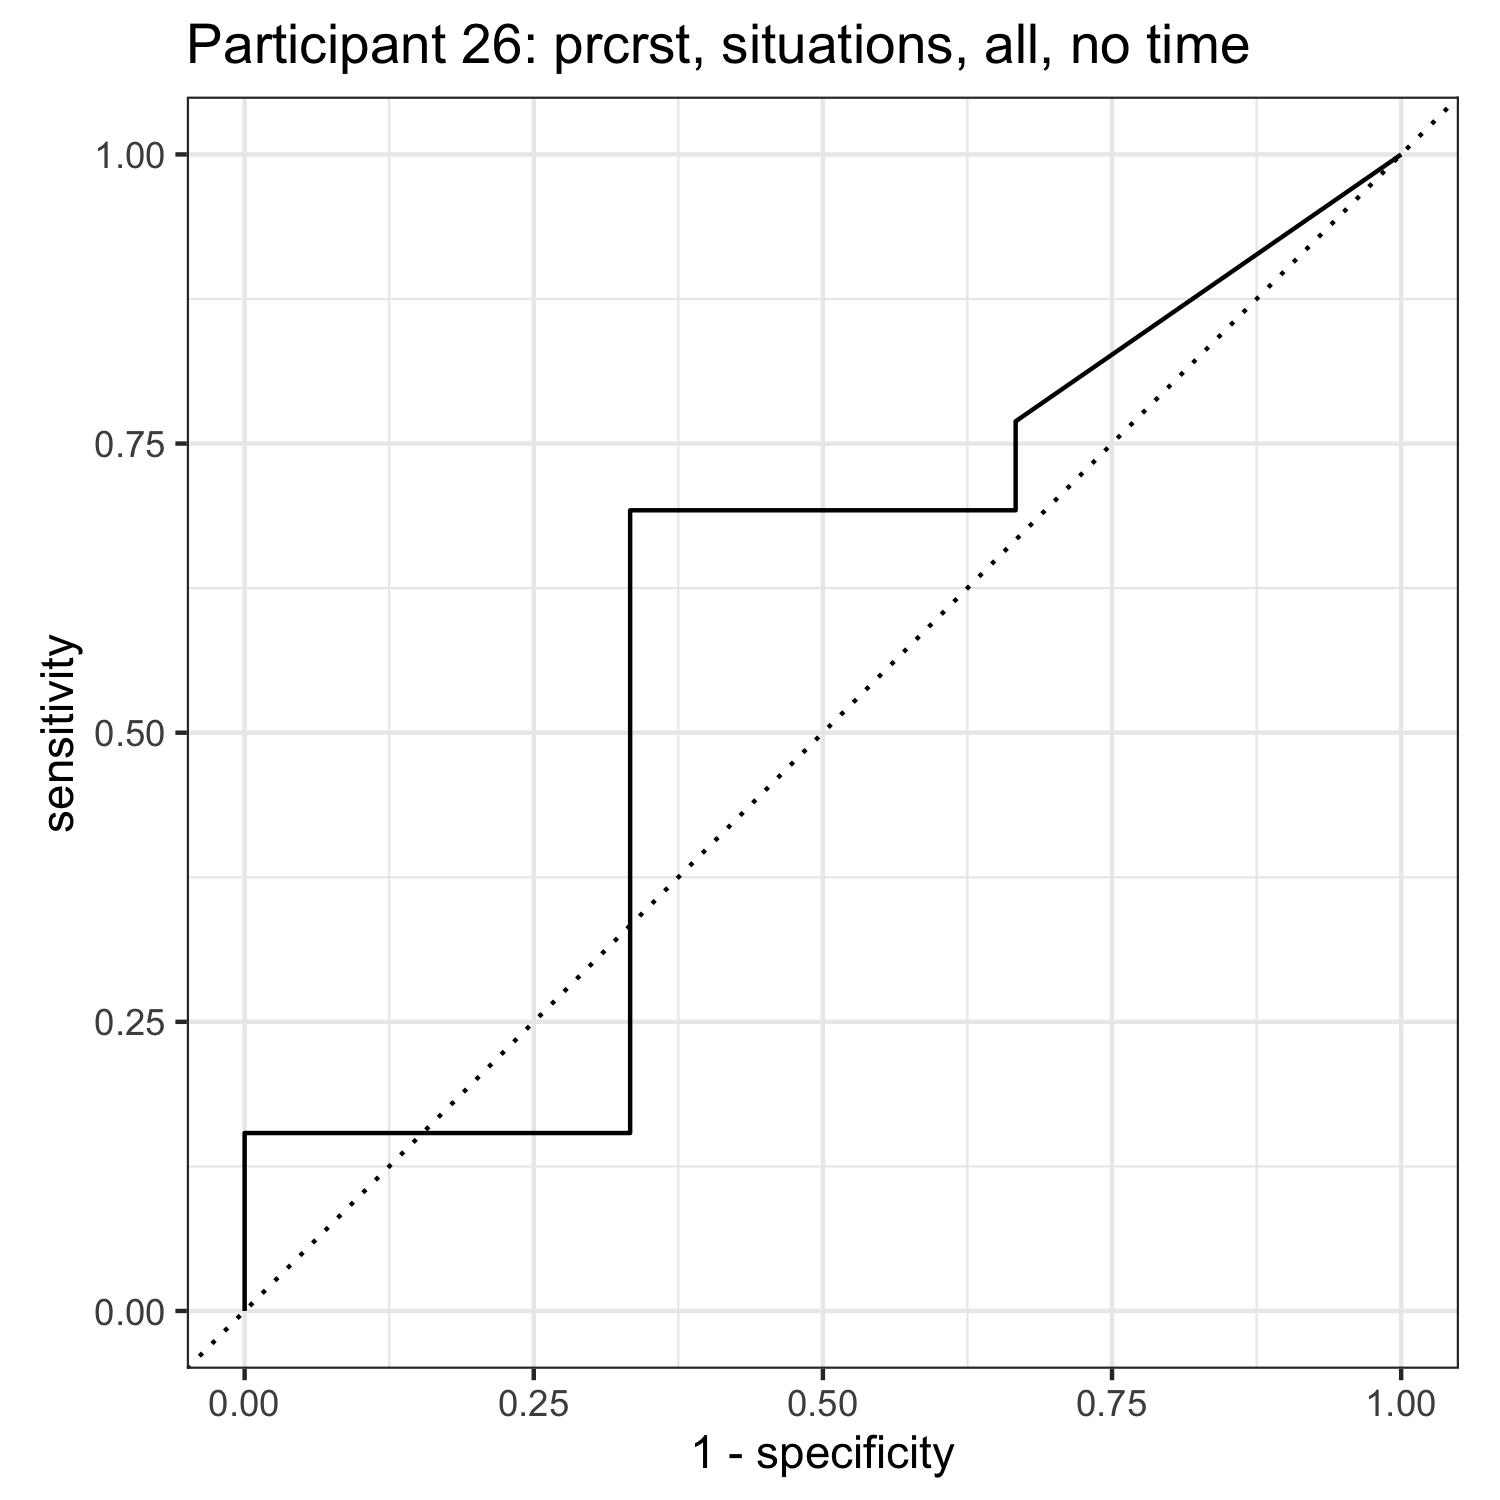 Participant 26: prcrst, situations, all, no time
sensitivity
1.00
0.75
0.50
0.25
0.00
0.00 0.25 0.50 0.75 1.00
1 - specificity